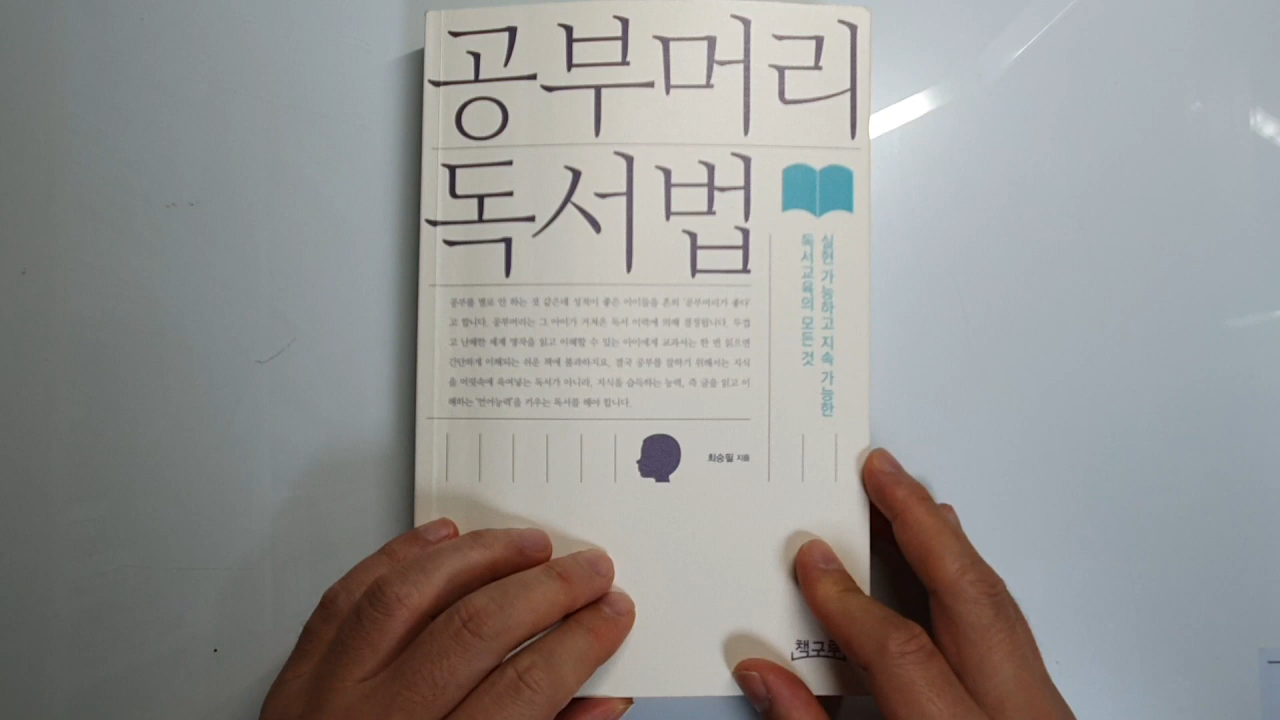 공부머리
독서법
실현 가능하고 지속 가능한
독서교육의 모든 것
공부를 별로 안 하는 것 같은데 성적이 좋은 아이들을 흔히 '공부머리가 좋다'
고 합니다. 공부머리는 그 아이가 거쳐온 독서 이력에 의해 결정됩니다. 두껍
고 난해한 세계 명작을 읽고 이해할 수 있는 아이에게 교과서는 한 번 읽으면
간단하게 이해되는 쉬운 책에 불과하지요. 결국 공부를 잘하기 위해서는 지식
을 머릿속에 욱여넣는 독서가 아니라, 지식을 습득하는 능력, 즉 글을 읽고 이
해하는 '언어능력'을 키우는 독서를 해야 합니다.
최승필 지음
책구루